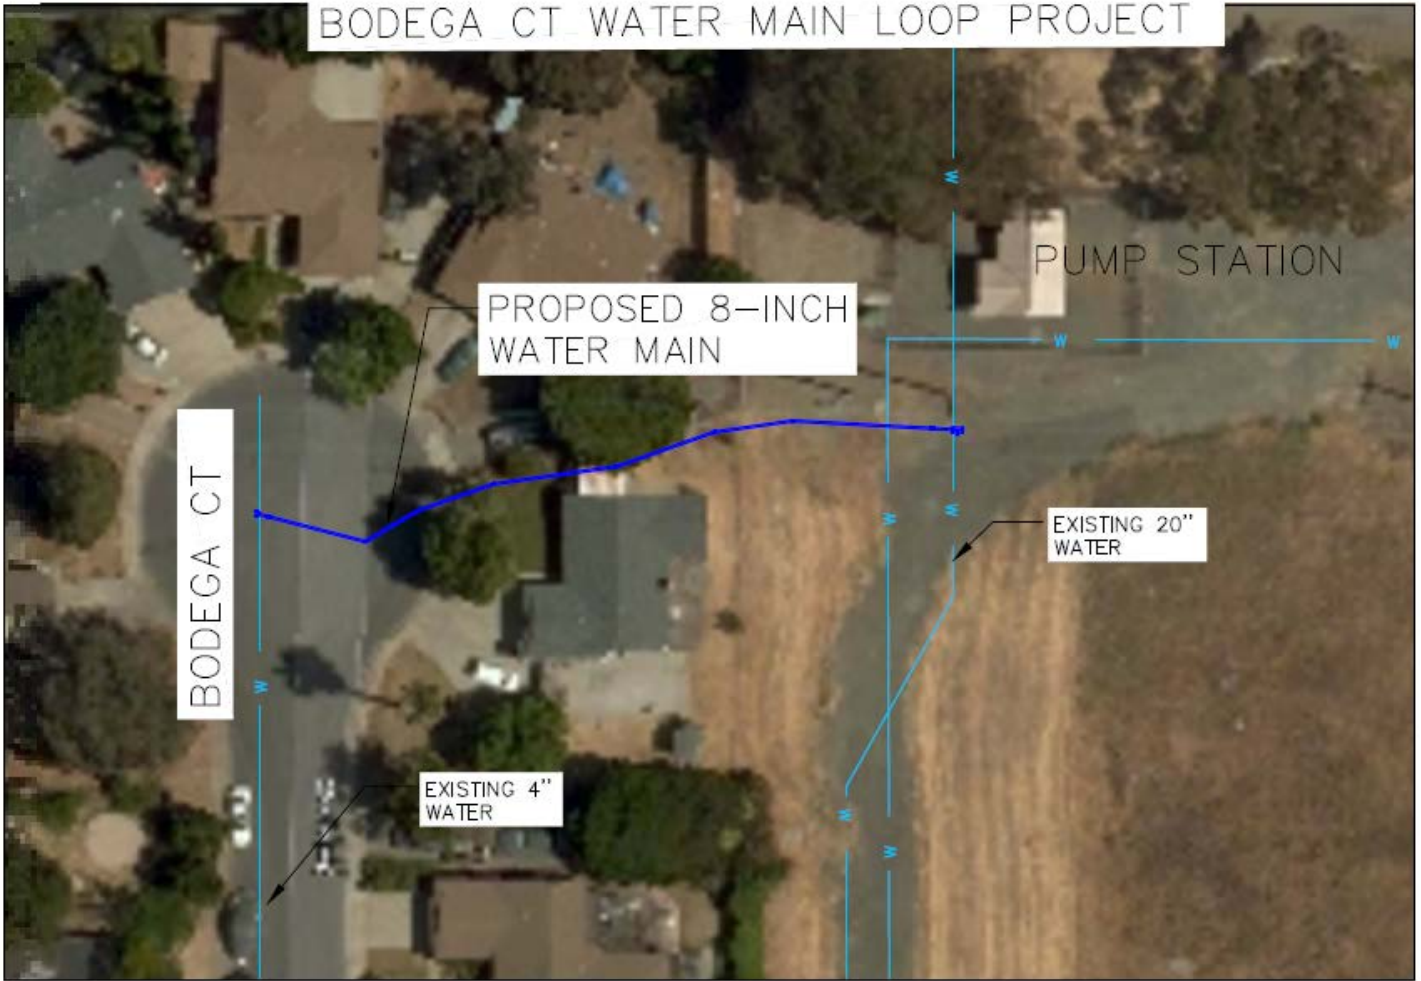 BODEGA CT WATER MAIN LOOP PROJECT
W
PUMP STATION
PROPOSED 8-INCH
WATER MAIN
W
W
BODEGA CT
W
W
EXISTING 20"
WATER
W
EXISTING 4"
WATER
W
W